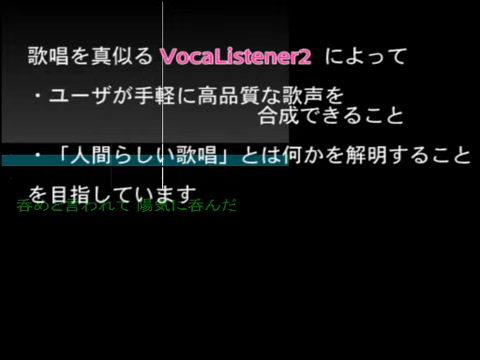 歌唱を真似る VocaListener2 によって
・ユーザが手軽に高品質な歌声を
合成できること
・「人間らしい歌唱」とは何かを解明すること
を目指しています
呑めと言われて 陽気に呑んだ